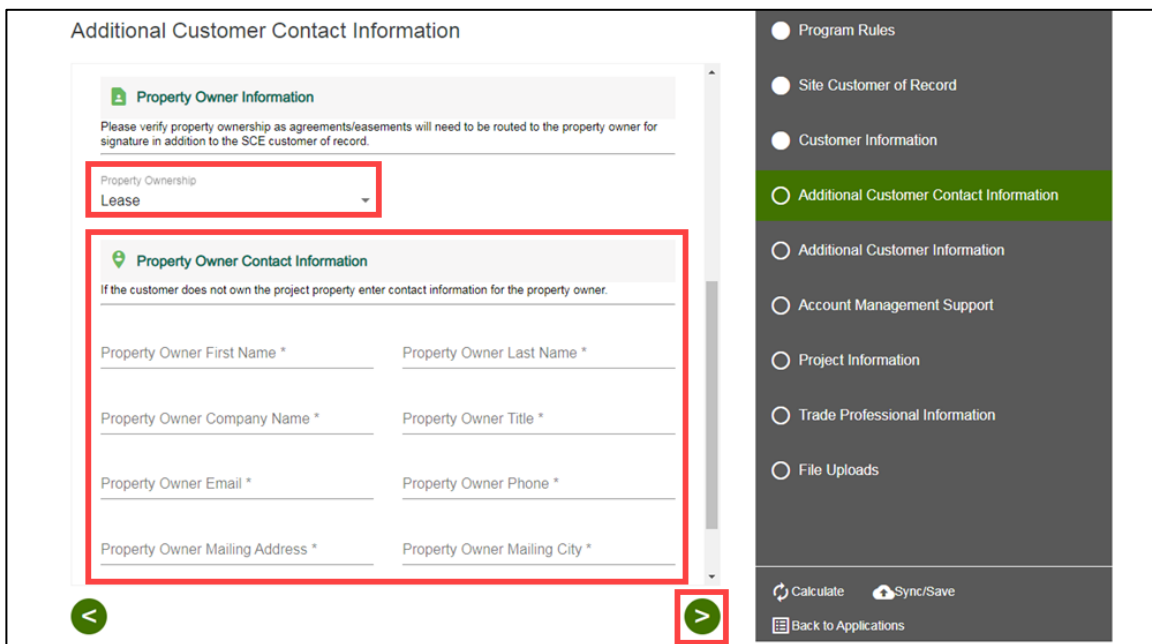 Additional Customer Contact Information
Property Owner Information
Please verify property ownership as agreements/easements will need to be routed to the property owner for
signature in addition to the SCE customer of record.
Property Ownership
Lease
Property Owner Contact Information
If the customer does not own the project property enter contact information for the property owner.
Property Owner First Name *
Property Owner Last Name *
Property Owner Company Name *
Property Owner Title *
Property Owner Email *
Property Owner Phone *
Property Owner Mailing Address *
Property Owner Mailing City *
<
>
Program Rules
Site Customer of Record
Customer Information
Additional Customer Contact Information
Additional Customer Information
Account Management Support
Project Information
Trade Professional Information
File Uploads
Calculate
Sync/Save
Back to Applications